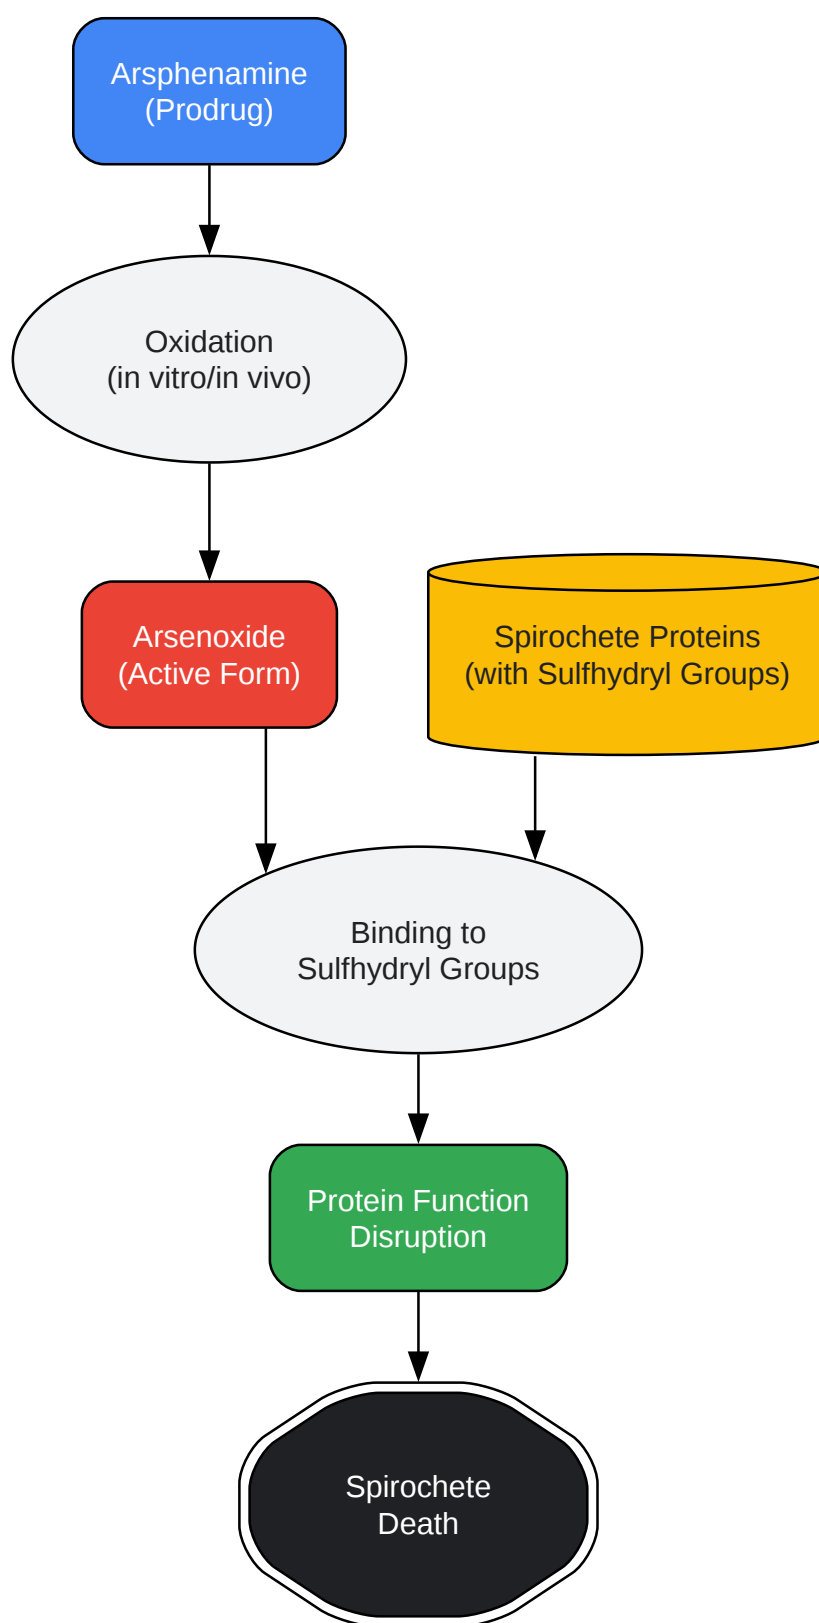 Arsphenamine
(Prodrug)
Oxidation
(in vitro/in vivo)
Arsenoxide
(Active Form)
Spirochete Proteins
(with Sulfhydryl Groups)
Binding to
Sulfhydryl Groups
Protein Function
Disruption
Spirochete
Death